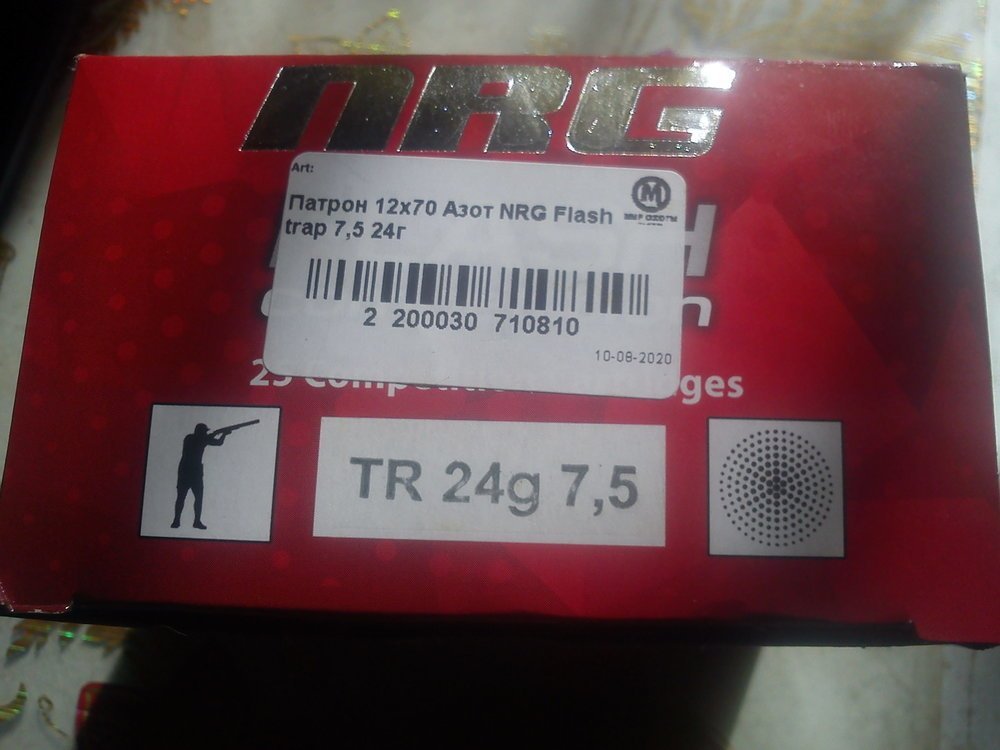 NRG
Art:
Патрон 12х70 Азот NRG Flash
trap 7,5 24г
2 200030 710810
10-08-2020
TR 24g 7,5